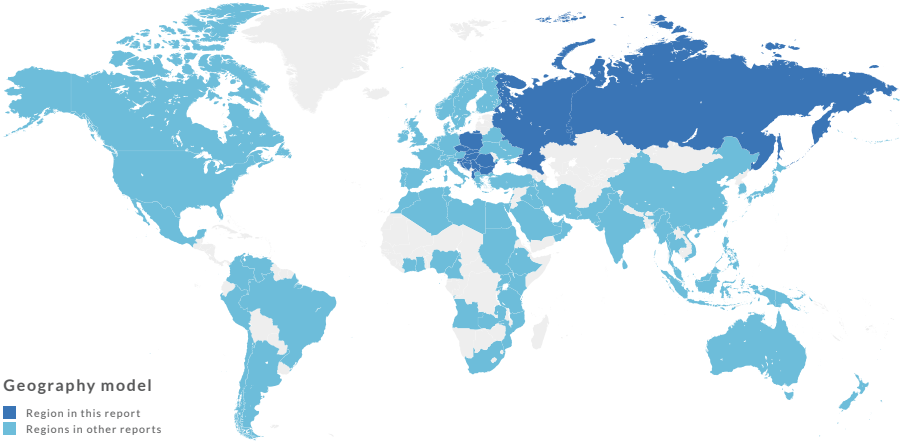 Geography model
Region in this report
Regions in other reports